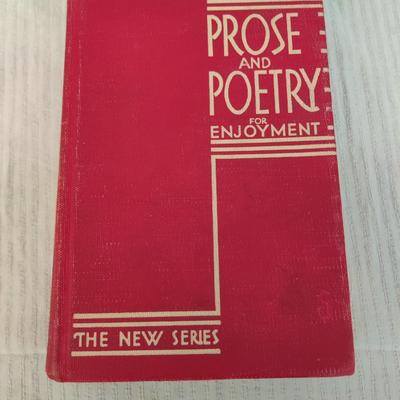 PROSE
AND
POETRY
FOR
ENJOYMENT
THE NEW SERIES